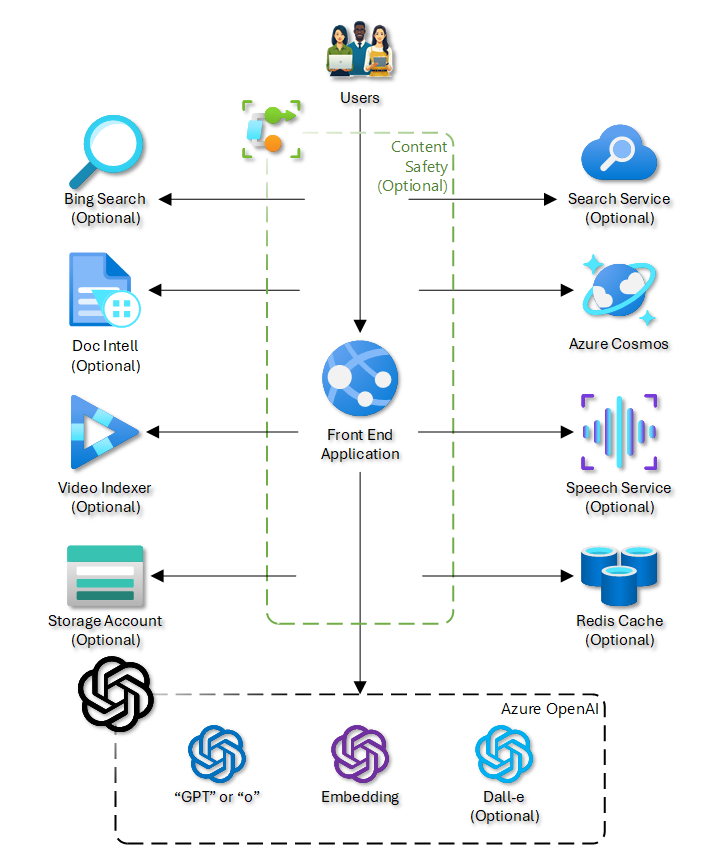 Users
Content
Safety
(Optional)
Bing Search
(Optional)
Search Service
(Optional)
Doc Intell
(Optional)
Azure Cosmos
Front End
Application
Video Indexer
(Optional)
Speech Service
(Optional)
Storage Account
(Optional)
Redis Cache
(Optional)
Azure OpenAI
“GPT” or “o”
Embedding
Dall-e
(Optional)